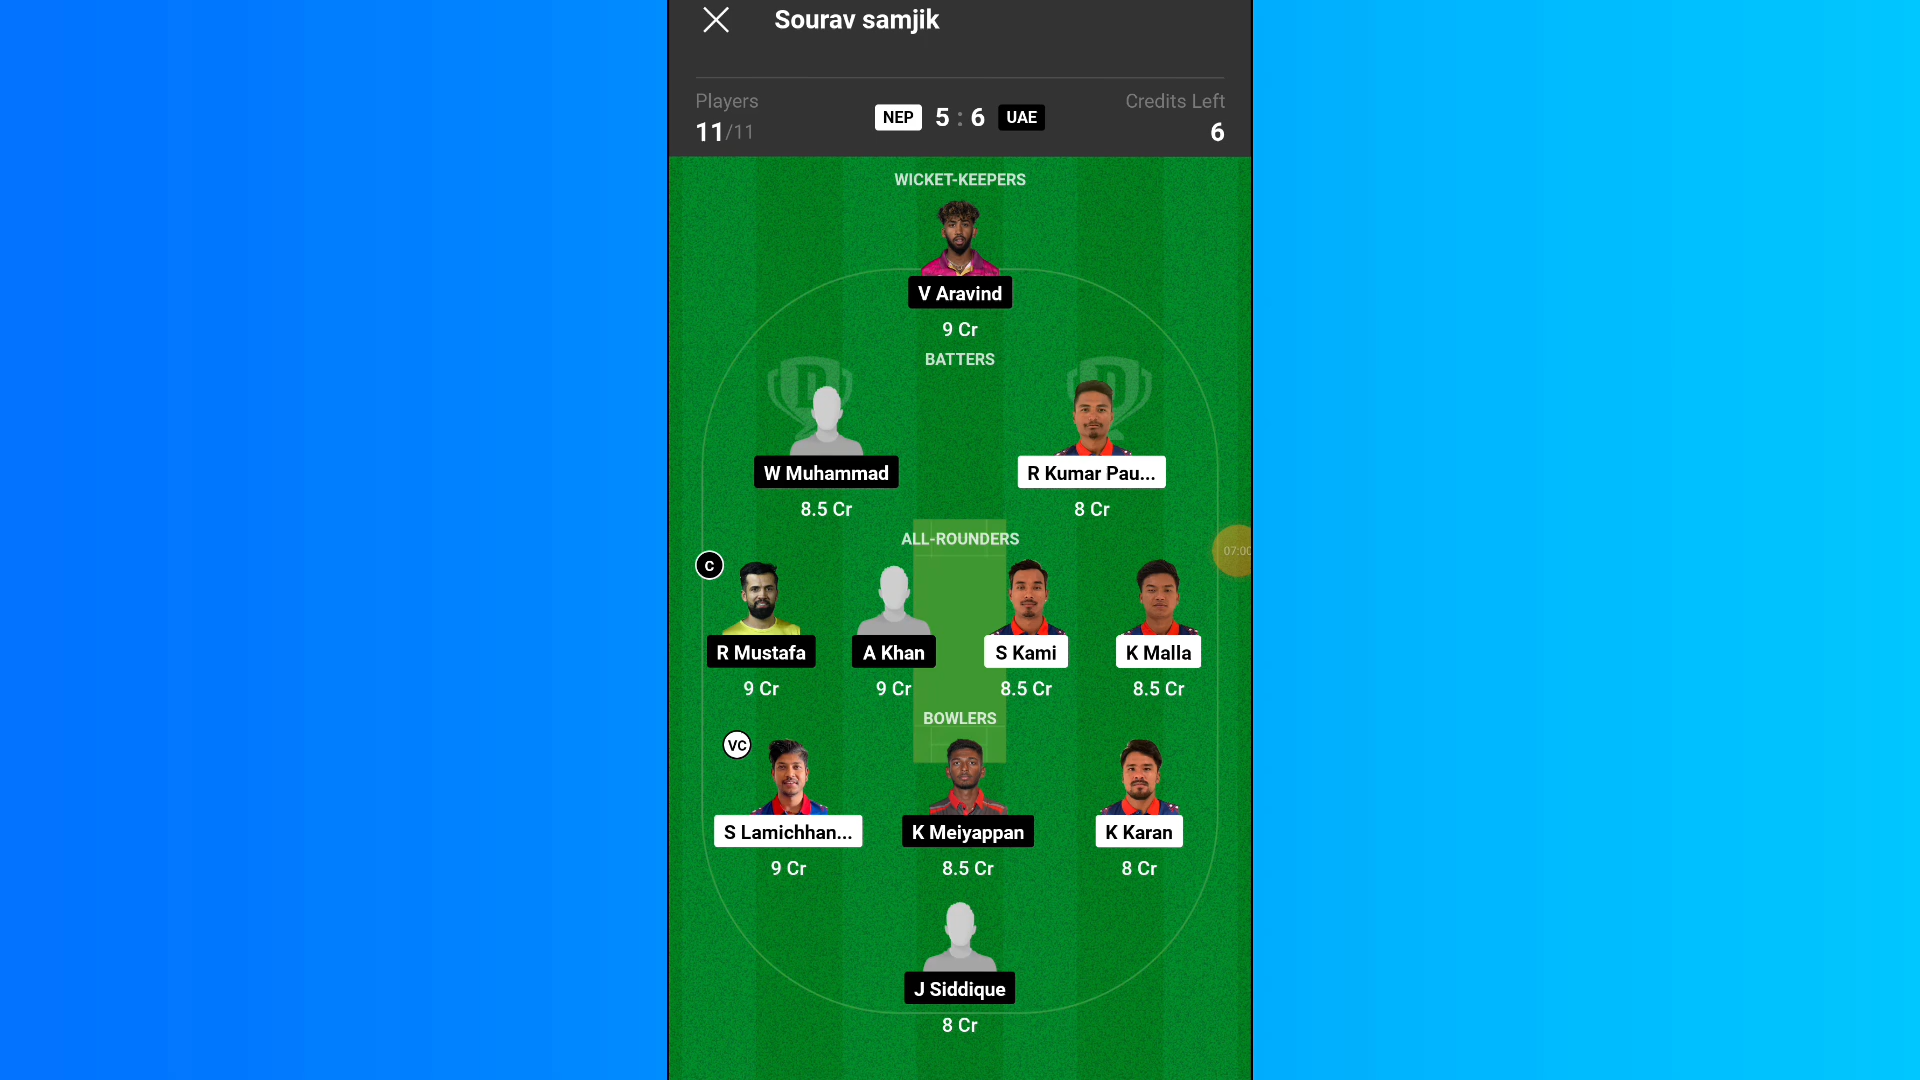 Sourav samjik
Players
11/11
NEP 5 : 6 UAE
Credits Left
6
WICKET-KEEPERS
V Aravind
9 Cr
BATTERS
W Muhammad
8.5 Cr
R Kumar Pau...
8 Cr
ALL-ROUNDERS
C
R Mustafa
9 Cr
A Khan
9 Cr
S Kami
8.5 Cr
K Malla
8.5 Cr
07:00
BOWLERS
VC
S Lamichhan...
9 Cr
K Meiyappan
8.5 Cr
K Karan
8 Cr
J Siddique
8 Cr